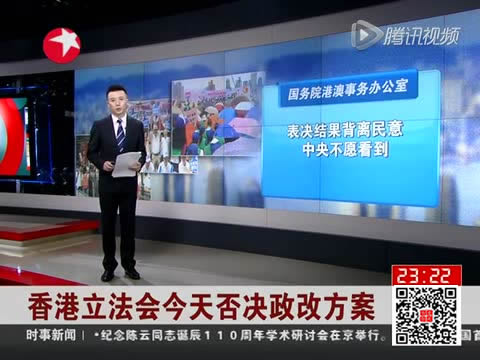 腾讯视频
国务院港澳事务办公室
表决结果背离民意
中央不愿看到
23:22
香港立法会今天否决政改方案
时事新闻 •纪念陈云同志诞辰110周年学术研讨会在京举行。